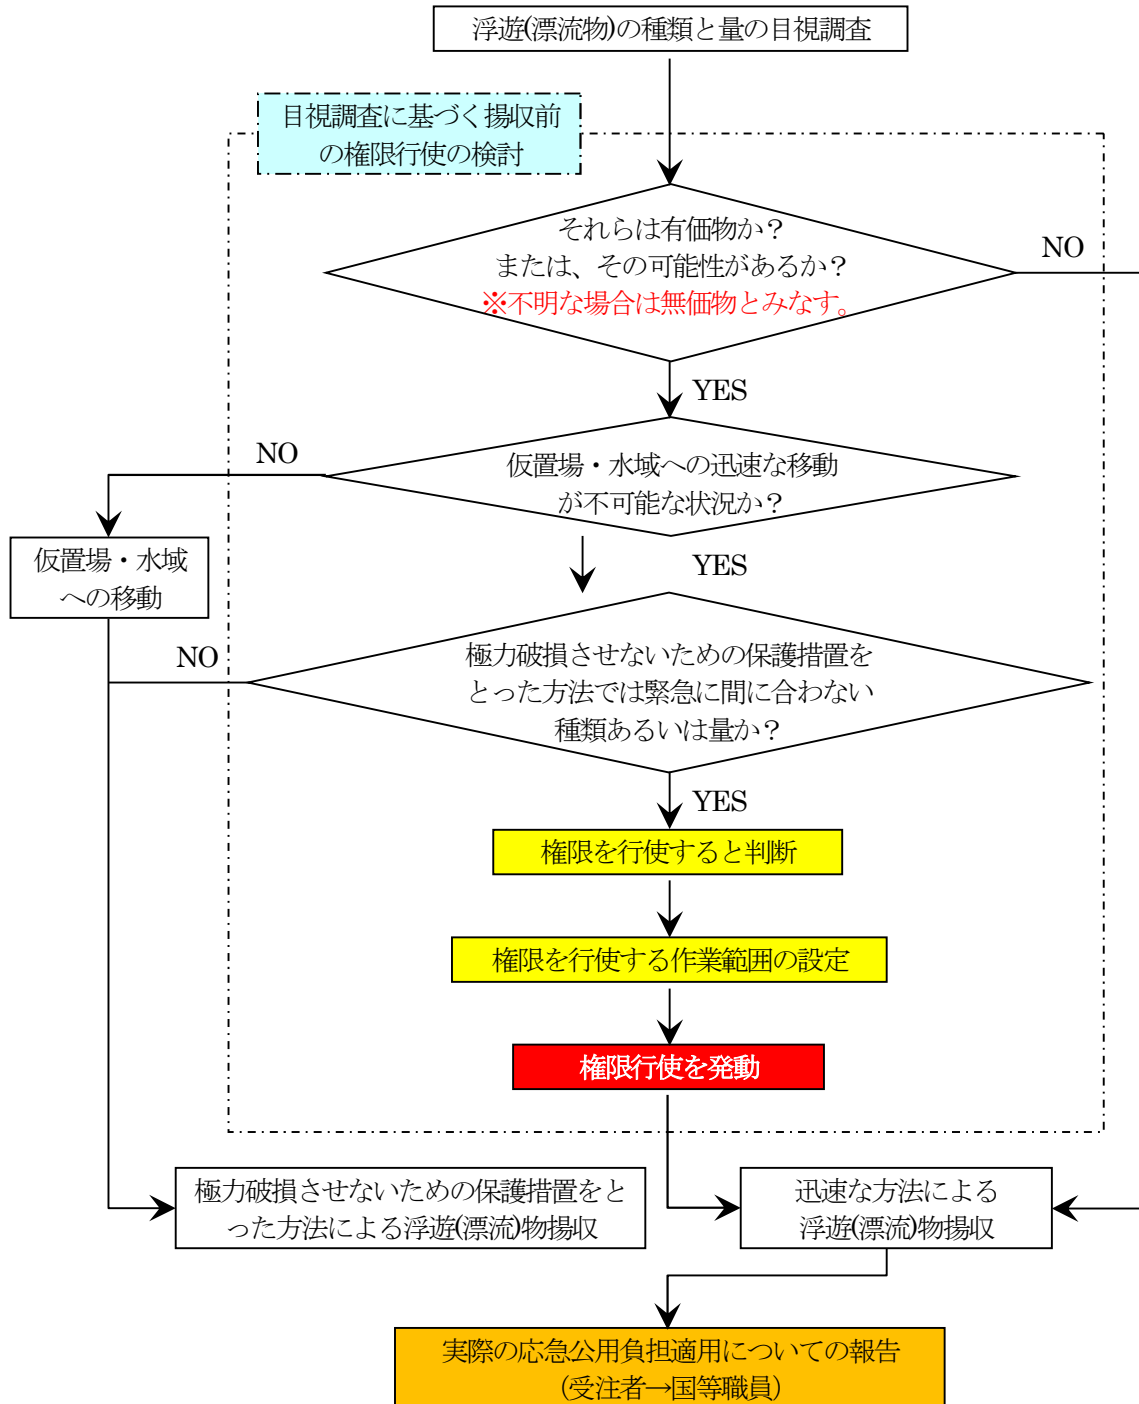 浮遊(漂流物)の種類と量の目視調査
目視調査に基づく揚収前
の権限行使の検討
それらは有価物か？
または、その可能性があるか？
※不明な場合は無価物とみなす。
NO
YES
仮置場・水域への迅速な移動
が不可能な状況か？
NO
仮置場・水域
への移動
YES
極力破損させないための保護措置を
とった方法では緊急に間に合わない
種類あるいは量か？
NO
YES
権限を行使すると判断
権限を行使する作業範囲の設定
権限行使を発動
極力破損させないための保護措置をと
った方法による浮遊(漂流)物揚収
迅速な方法による
浮遊(漂流)物揚収
実際の応急公用負担適用についての報告
（受注者→国等職員）